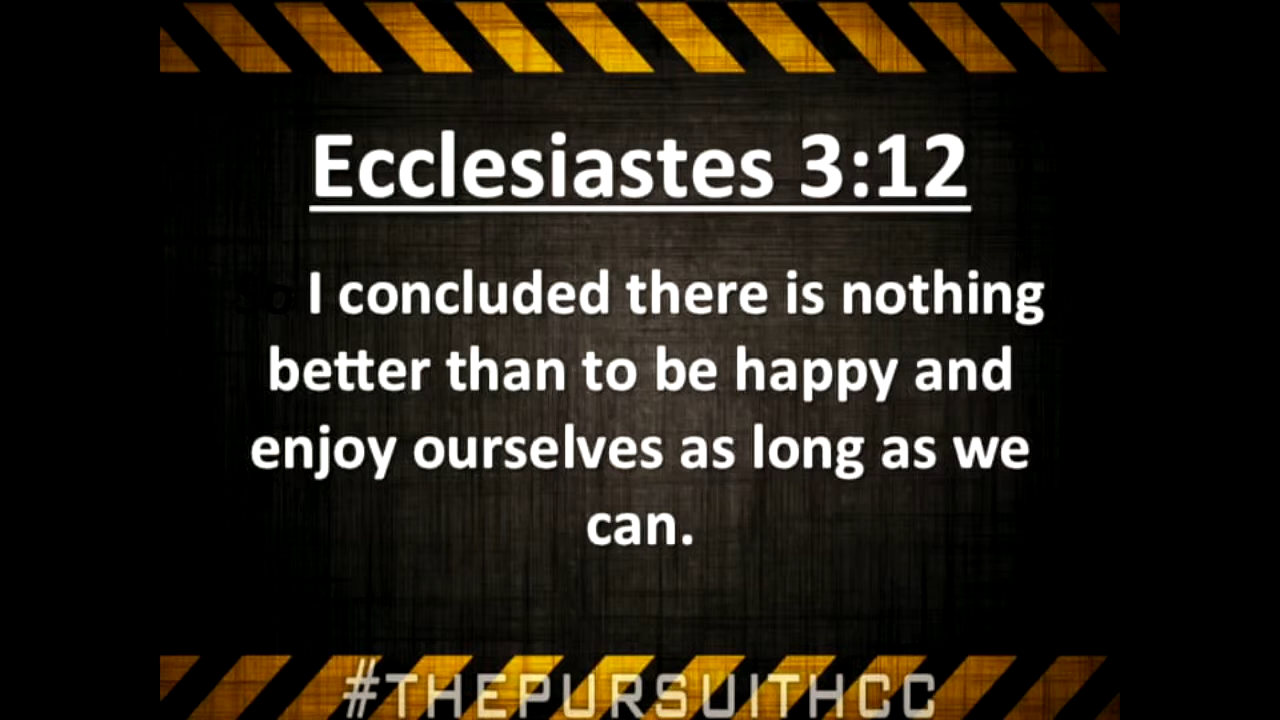 Ecclesiastes 3:12
So I concluded there is nothing
better than to be happy and
enjoy ourselves as long as we
can.
#THEPURSUITHCC